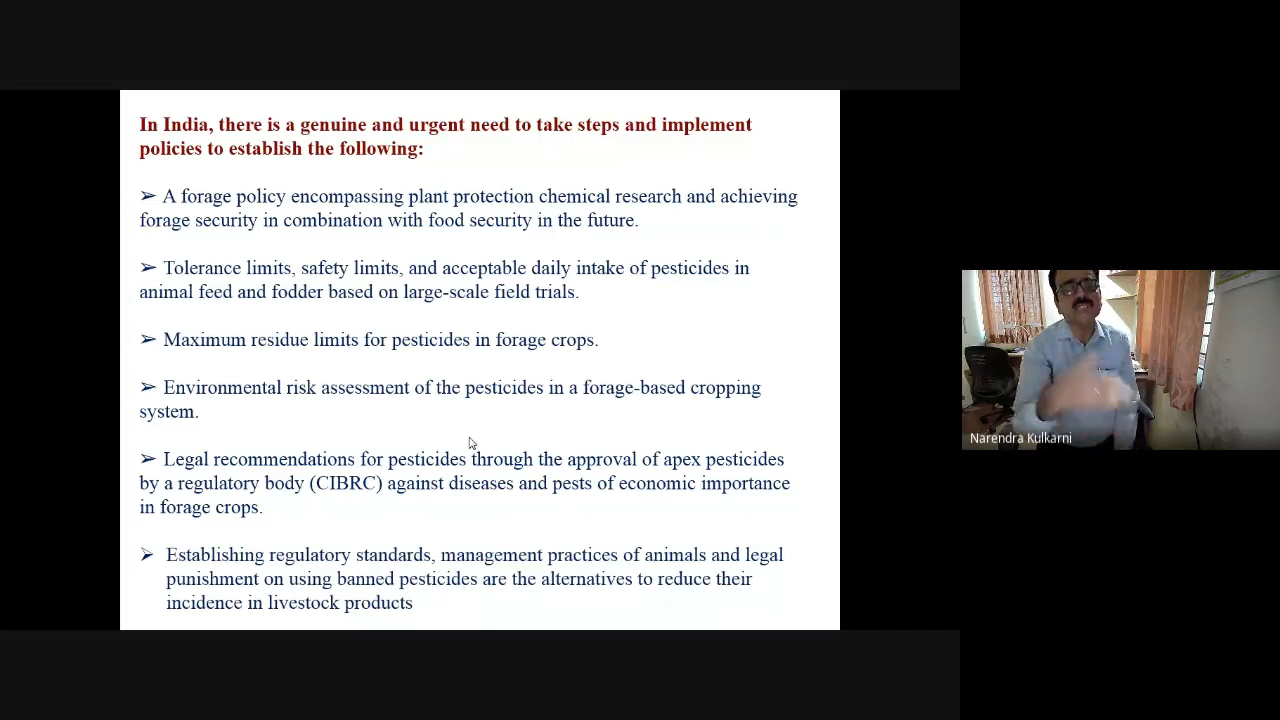 In India, there is a genuine and urgent need to take steps and implement
policies to establish the following:
➢ A forage policy encompassing plant protection chemical research and achieving
forage security in combination with food security in the future.
➢ Tolerance limits, safety limits, and acceptable daily intake of pesticides in
animal feed and fodder based on large-scale field trials.
➢ Maximum residue limits for pesticides in forage crops.
➢ Environmental risk assessment of the pesticides in a forage-based cropping
system.
➢ Legal recommendations for pesticides through the approval of apex pesticides
by a regulatory body (CIBRC) against diseases and pests of economic importance
in forage crops.
➢ Establishing regulatory standards, management practices of animals and legal
punishment on using banned pesticides are the alternatives to reduce their
incidence in livestock products
Narendra Kulkarni